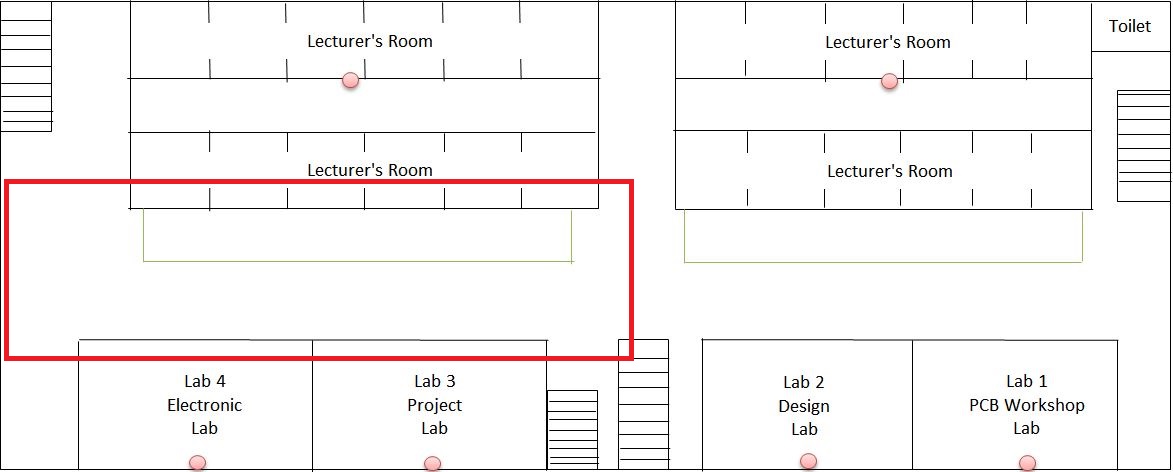 Lecturer's Room
Lecturer's Room
Toilet
Lecturer's Room
Lecturer's Room
Lab 4
Electronic
Lab
Lab 3
Project
Lab
Lab 2
Design
Lab
Lab 1
PCB Workshop
Lab